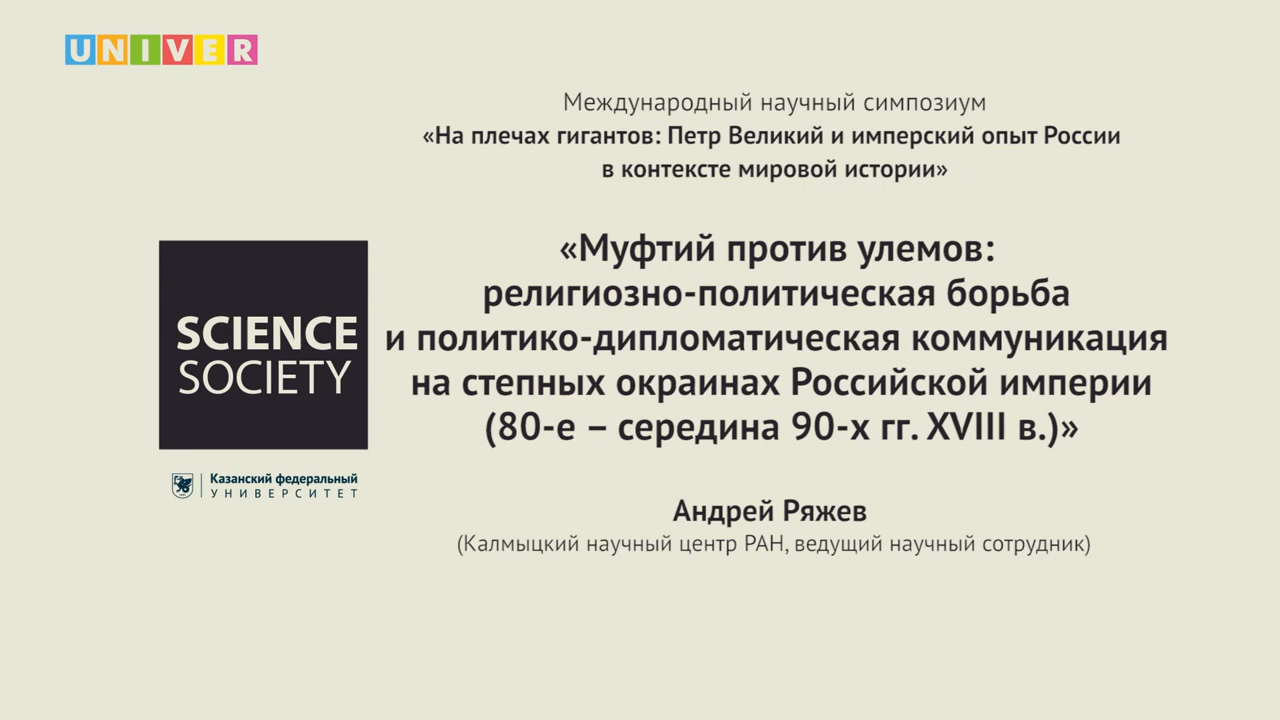 UNIVER
Международный научный симпозиум
«На плечах гигантов: Петр Великий и имперский опыт России
в контексте мировой истории»
«Муфтий против улемов:
религиозно-политическая борьба
и политико-дипломатическая коммуникация
на степных окраинах Российской империи
(80-е – середина 90-х гг. XVIII в.)»
SCIENCE
SOCIETY
Казанский федеральный
УНИВЕРСИТЕТ
Андрей Ряжев
(Калмыцкий научный центр РАН, ведущий научный сотрудник)